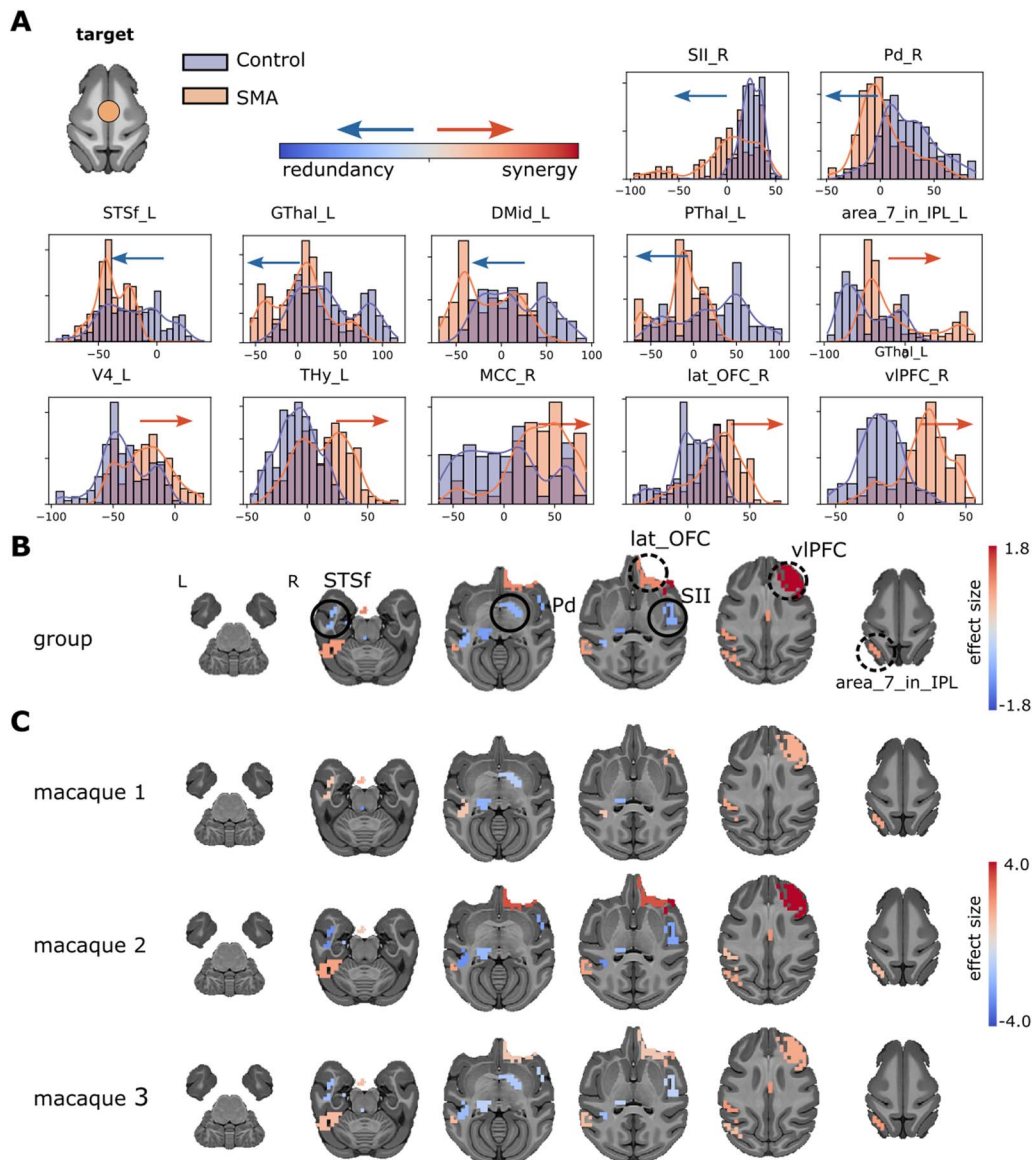 A
target
Control
SMA
redundancy
synergy
SII_R
Pd_R
−100 −50 0 50
−50 0 50
STSf_L
GThal_L
DMid_L
PThal_L
area_7_in_IPL_L
−50 0
−50 0 50 100
−50 0 50 100
−50 0 50 100
−100 0
GThal_L
V4_L
THy_L
MCC_R
lat_OFC_R
vlPFC_R
−100 −50 0
−50 0 50
−50 0 50
−50 0 50
−50 0 50
B
L
R
STSf
Pd
lat_OFC
SII
vlPFC
area_7_in_IPL
group
1.8
effect size
-1.8
C
macaque 1
macaque 2
macaque 3
4.0
effect size
-4.0